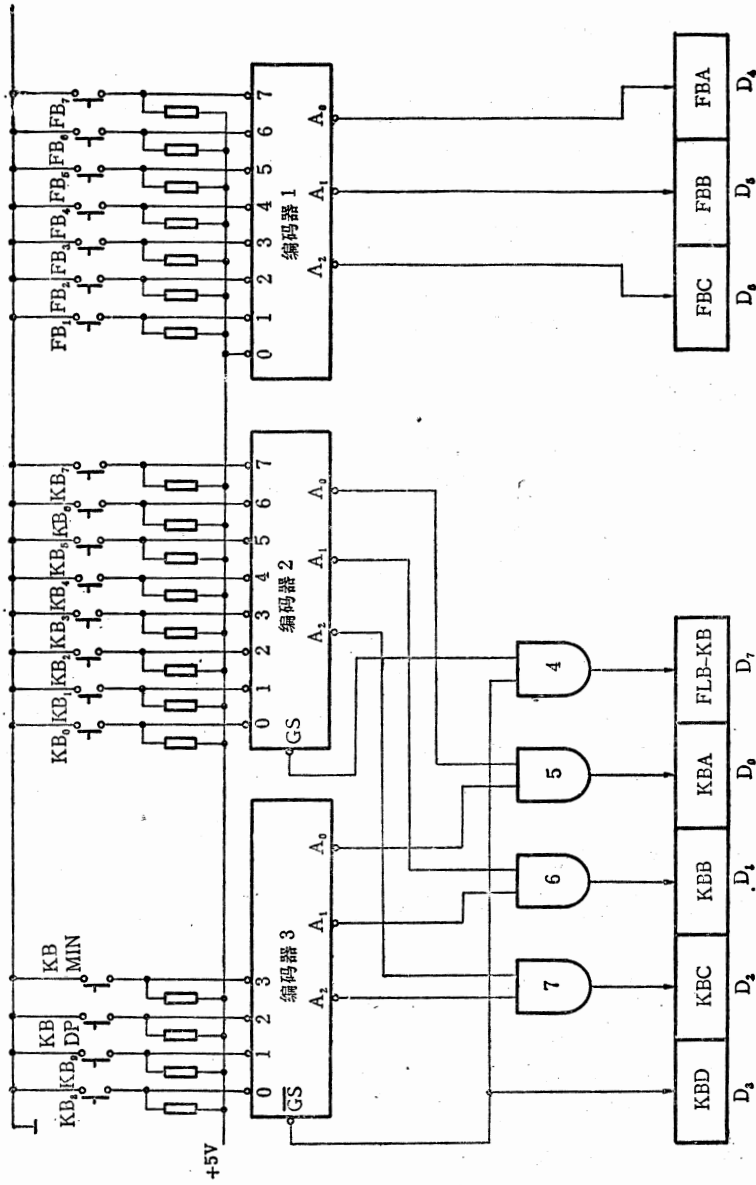 KB₈ KB₉ KB DP KB MIN
KB₀ KB₁ KB₂ KB₃ KB₄ KB₅ KB₆ KB₇
FB₁ FB₂ FB₃ FB₄ FB₅ FB₆ FB₇
+5V
0 1 2 3
G̅S̅
编码器 3
A₂ A₁ A₀
0 1 2 3 4 5 6 7
GS
编码器 2
A₂ A₁ A₀
0 1 2 3 4 5 6 7
编码器 1
A₂ A₁ A₀
7 6 5 4
KBD KBC KBB KBA FLB-KB FBC FBB FBA
D₃ D₂ D₁ D₀ D₇ D₆ D₅ D₄